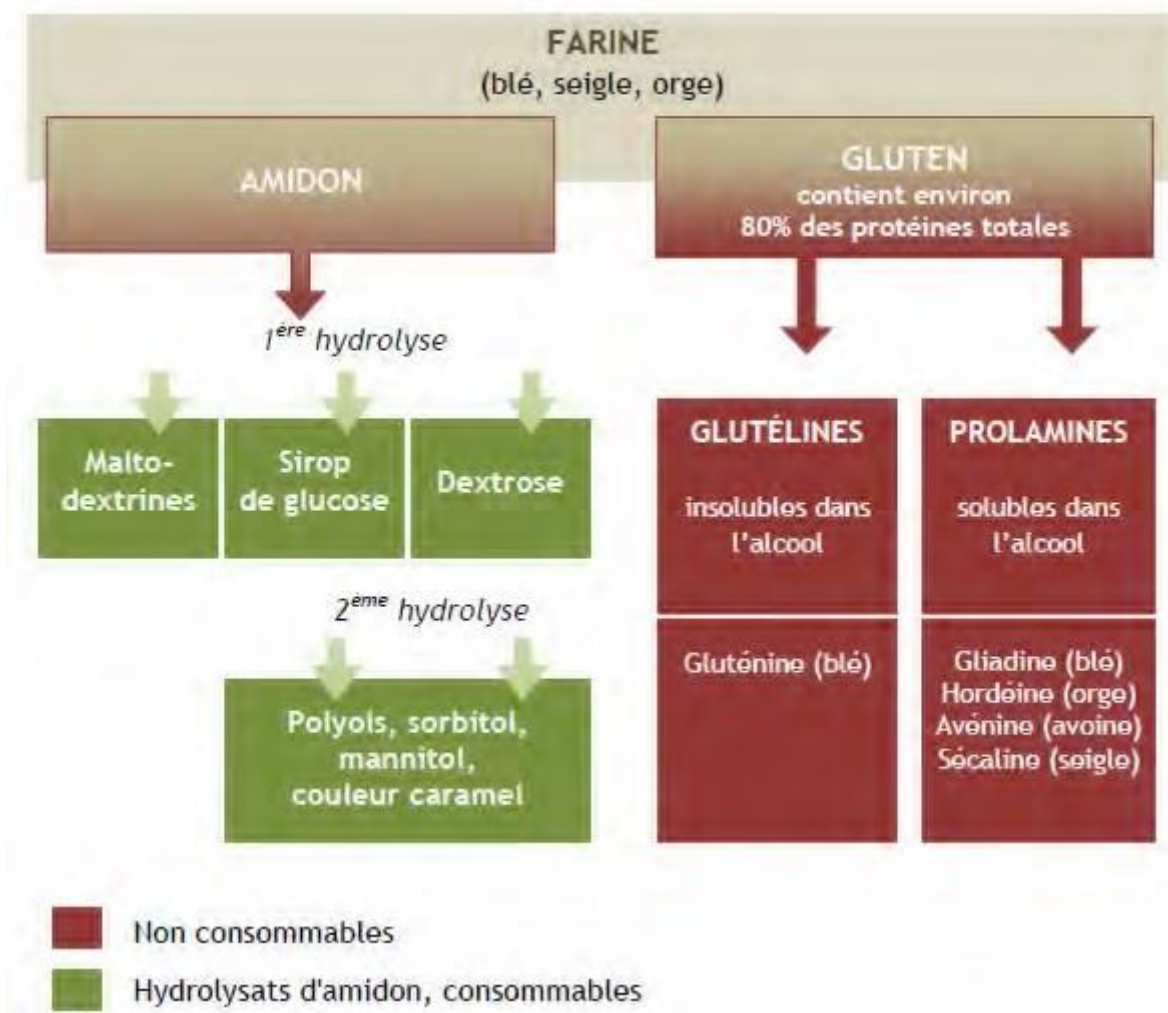 FARINE
(blé, seigle, orge)
AMIDON
GLUTEN
contient environ
80% des protéines totales
1ère hydrolyse
Malto-
dextrines
Sirop
de glucose
Dextrose
GLUTÉLINES
insolubles dans
l'alcool
PROLAMINES
solubles dans
l'alcool
2ème hydrolyse
Polyols, sorbitol,
mannitol,
couleur caramel
Gluténine (blé)
Gliadine (blé)
Hordéine (orge)
Avénine (avoine)
Sécaline (seigle)
Non consommables
Hydrolysats d'amidon, consommables